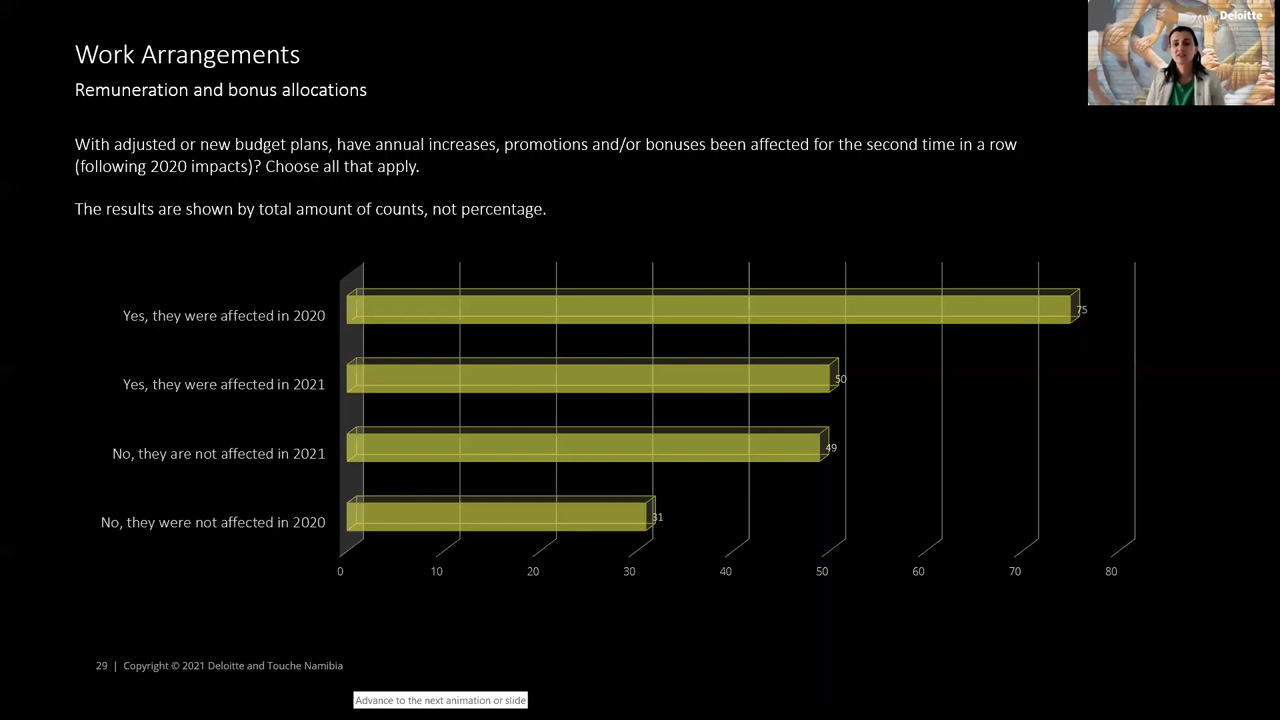 Deloitte
Work Arrangements
Remuneration and bonus allocations
With adjusted or new budget plans, have annual increases, promotions and/or bonuses been affected for the second time in a row
(following 2020 impacts)? Choose all that apply.
The results are shown by total amount of counts, not percentage.
Yes, they were affected in 2020
75
Yes, they were affected in 2021
50
No, they are not affected in 2021
49
No, they were not affected in 2020
31
0 10 20 30 40 50 60 70 80
29 | Copyright © 2021 Deloitte and Touche Namibia
Advance to the next animation or slide